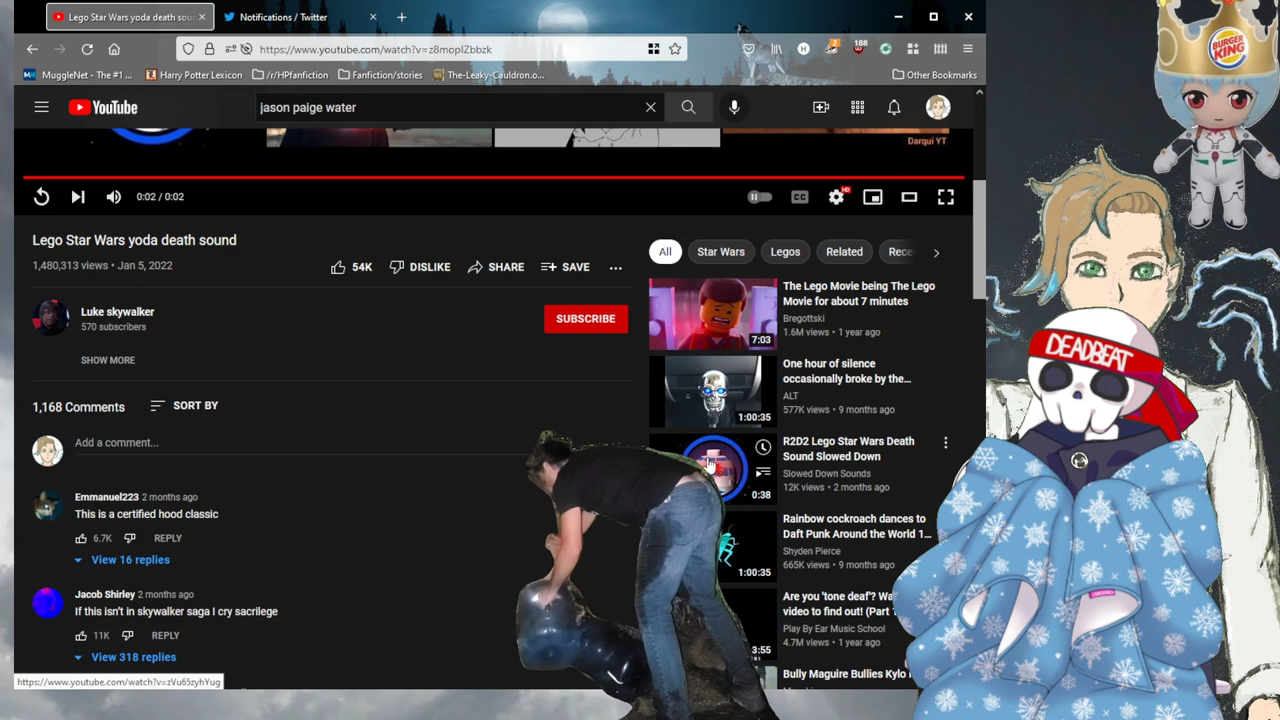 Lego Star Wars yoda death sou
Notifications / Twitter
https://www.youtube.com/watch?v=z8mopIZbbzk
2
188
MuggleNet - The #1 ...
Harry Potter Lexicon
/r/HPfanfiction
Fanfiction/stories
The-Leaky-Cauldron.o...
Other Bookmarks
YouTube
jason paige water
BURGER
KING
Darqui YT
0:02 / 0:02
CC
HD
Lego Star Wars yoda death sound
1,480,313 views • Jan 5, 2022
54K
DISLIKE
SHARE
SAVE
All
Star Wars
Legos
Related
Rece
Luke skywalker
570 subscribers
SUBSCRIBE
SHOW MORE
1,168 Comments
SORT BY
Add a comment...
Emmanuel223 2 months ago
This is a certified hood classic
6.7K
REPLY
View 16 replies
Jacob Shirley 2 months ago
If this isn't in skywalker saga I cry sacrilege
11K
REPLY
View 318 replies
https://www.youtube.com/watch?v=zVu65zyhYug
The Lego Movie being The Lego
Movie for about 7 minutes
Bregottski
1.6M views • 1 year ago
7:03
One hour of silence
occasionally broke by the...
ALT
577K views • 9 months ago
1:00:35
R2D2 Lego Star Wars Death
Sound Slowed Down
Slowed Down Sounds
12K views • 2 months ago
0:38
Rainbow cockroach dances to
Daft Punk Around the World 1...
Shyden Pierce
665K views • 9 months ago
1:00:35
Are you 'tone deaf'? Wa
video to find out! (Part
Play By Ear Music School
4.7M views • 1 year ago
3:55
Bully Maguire Bullies Kylo
DEADBEAT